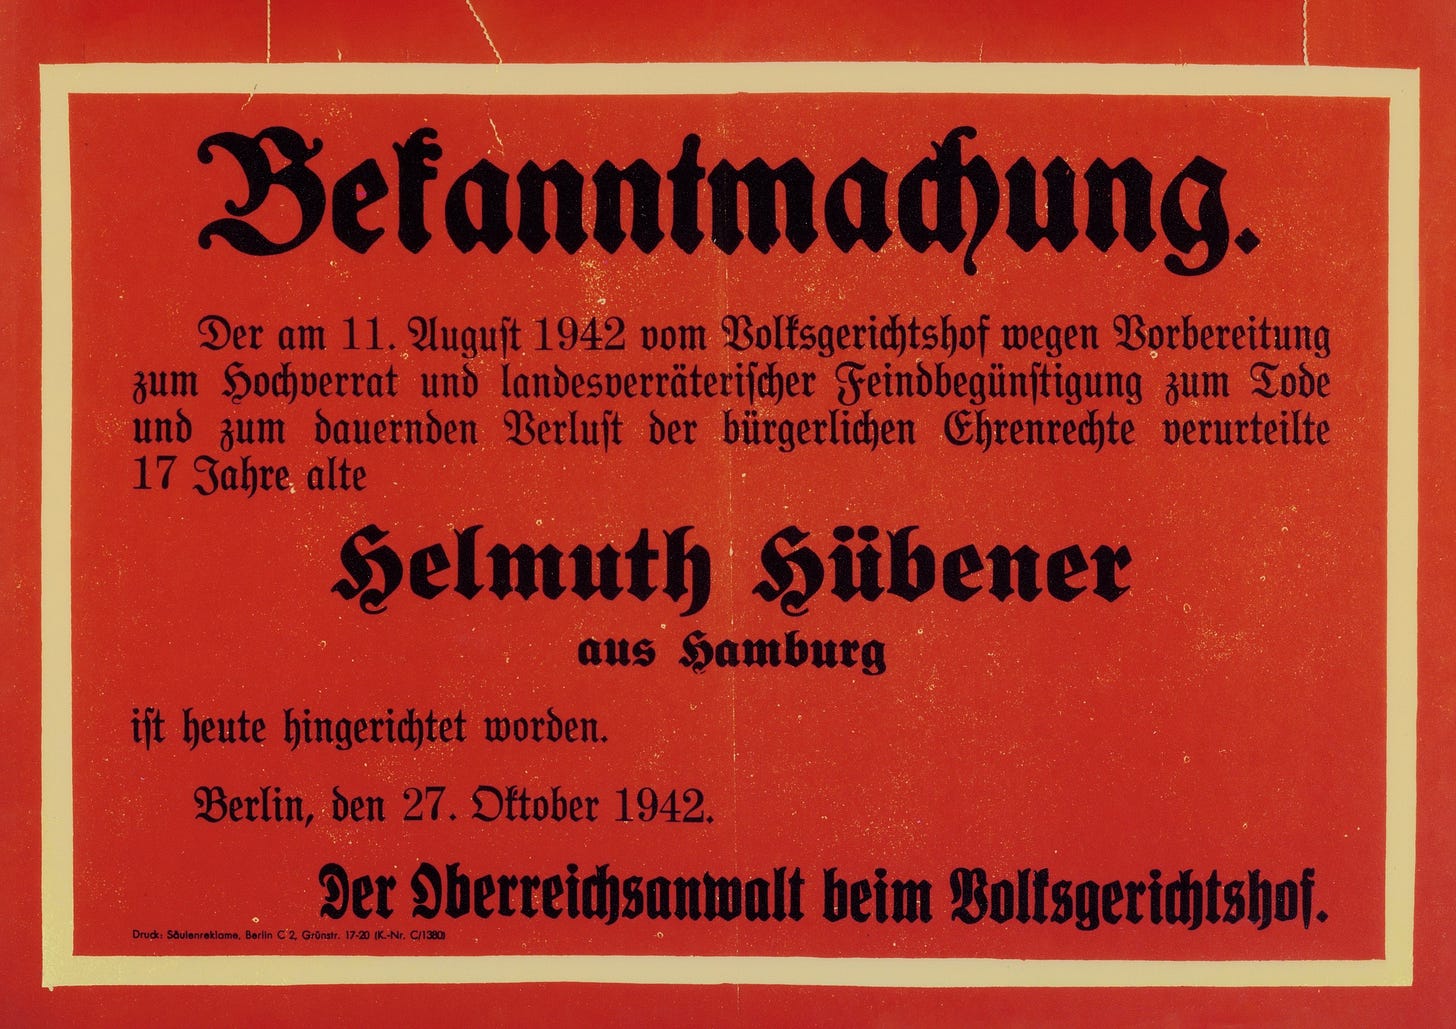 Bekanntmachung.
Der am 11. August 1942 vom Volksgerichtshof wegen Vorbereitung
zum Hochverrat und landesverräterischer Feindbegünstigung zum Tode
und zum dauernden Verlust der bürgerlichen Ehrenrechte verurteilte
17 Jahre alte
Helmuth Hübener
aus Hamburg
ist heute hingerichtet worden.
Berlin, den 27. Oktober 1942.
Der Oberreichsanwalt beim Volksgerichtshof.
Druck: Säulenreklame, Berlin C 2, Grünstr. 17-20 (K.-Nr. C/1380)